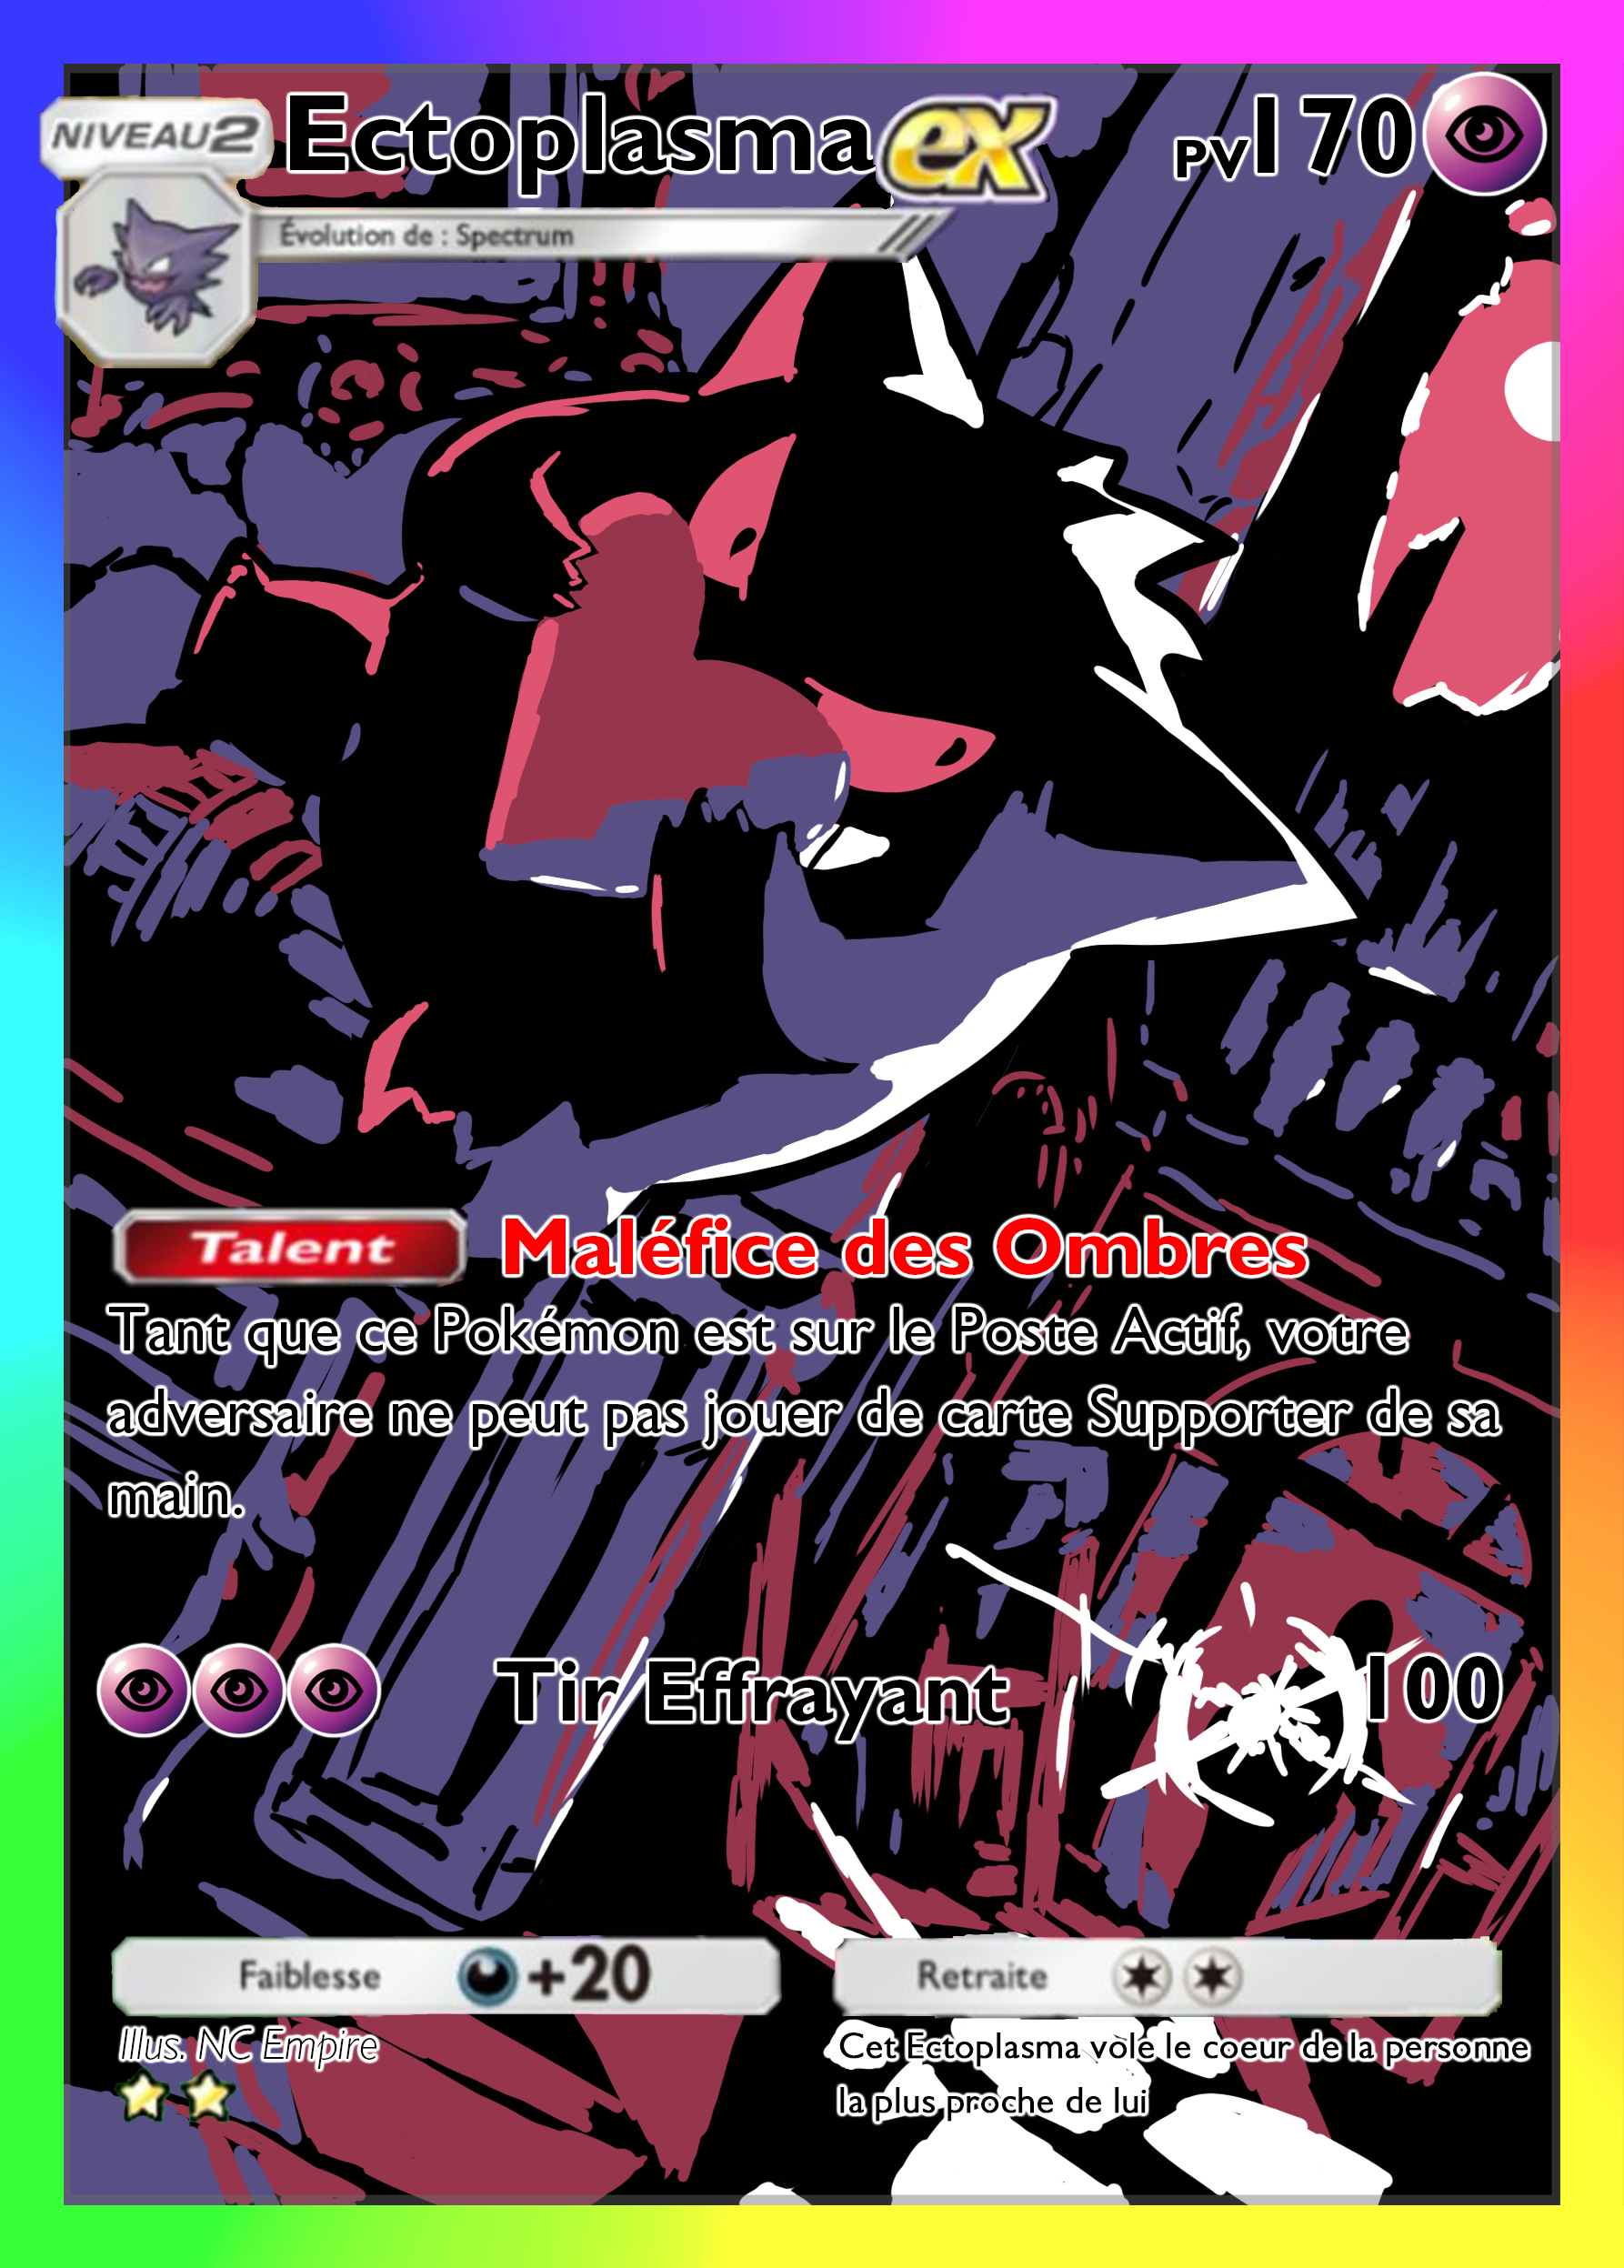 NIVEAU2 Ectoplasma ex PV170
Évolution de : Spectrum
Talent Maléfice des Ombres
Tant que ce Pokémon est sur le Poste Actif, votre
adversaire ne peut pas jouer de carte Supporter de sa
main.
Tir Effrayant 100
Faiblesse +20 Retraite
Illus. NC Empire
Cet Ectoplasma vole le coeur de la personne
la plus proche de lui